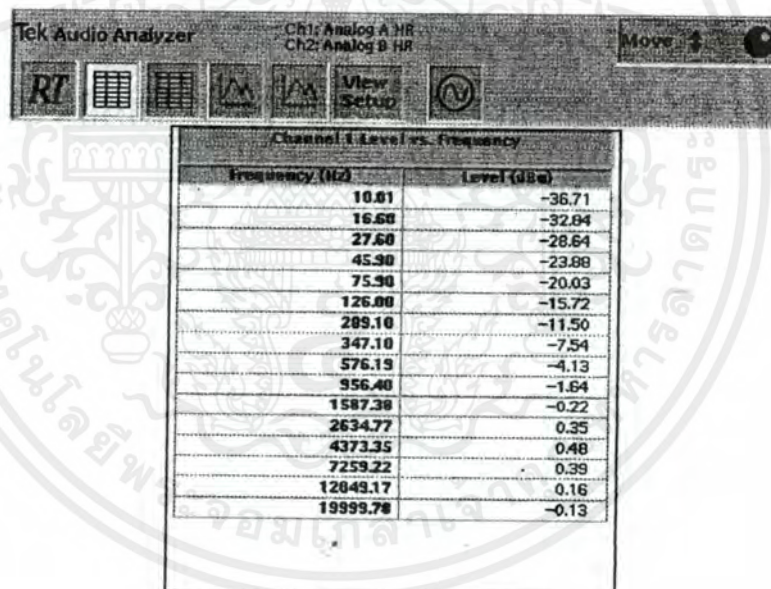 Tek Audio Analyzer
Ch1: Analog A HR
Ch2: Analog B HR
Move
RT
View
Setup
Channel 1 Level vs. Frequency
Frequency (Hz) Level (dBu)
10.01 -36.71
16.60 -32.84
27.60 -28.64
45.90 -23.88
75.90 -20.03
126.00 -15.72
209.10 -11.50
347.10 -7.54
576.19 -4.13
956.40 -1.64
1587.38 -0.22
2634.77 0.35
4373.35 0.48
7259.22 0.39
12049.17 0.16
19999.78 -0.13